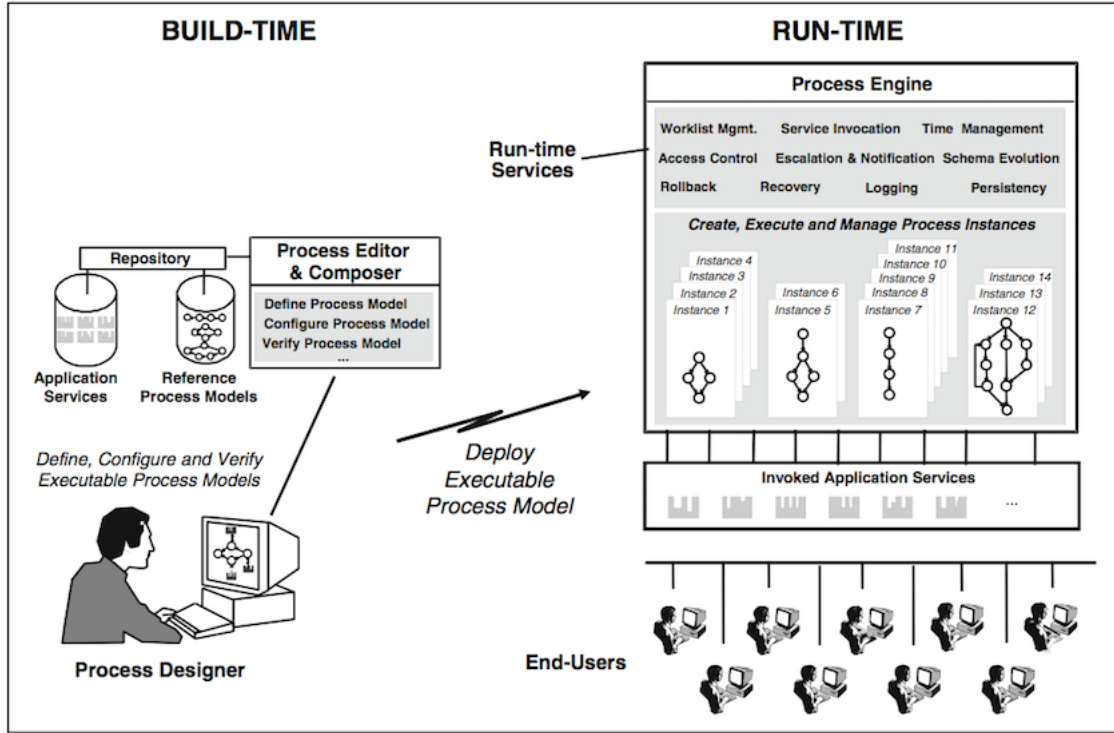 BUILD-TIME
RUN-TIME
Process Engine
Worklist Mgmt. Service Invocation Time Management
Access Control Escalation & Notification Schema Evolution
Rollback Recovery Logging Persistency
Run-time
Services
Create, Execute and Manage Process Instances
Instance 4
Instance 3
Instance 2
Instance 1
Instance 6
Instance 5
Instance 11
Instance 10
Instance 9
Instance 8
Instance 7
Instance 14
Instance 13
Instance 12
Repository
Process Editor
& Composer
Define Process Model
Configure Process Model
Verify Process Model
...
Application
Services
Reference
Process Models
Define, Configure and Verify
Executable Process Models
Deploy
Executable
Process Model
Invoked Application Services
...
Process Designer
End-Users